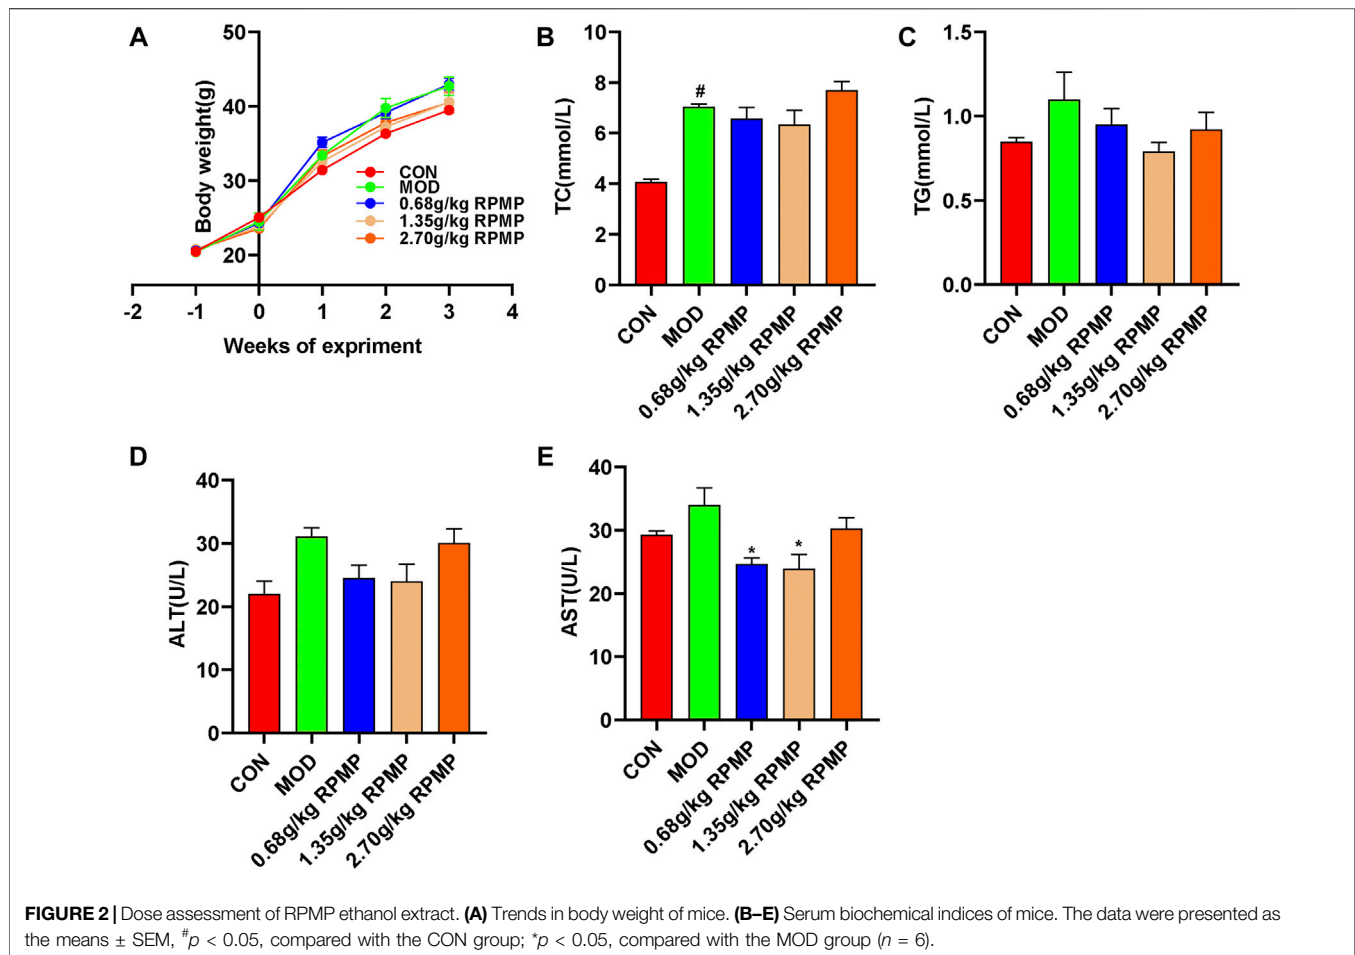 A
Body weight(g)
50
40
30
20
-2
-1
0
1
2
3
4
Weeks of expriment
CON
MOD
0.68g/kg RPMP
1.35g/kg RPMP
2.70g/kg RPMP
B
TC(mmol/L)
10
8
6
4
2
0
#
CON
MOD
0.68g/kg RPMP
1.35g/kg RPMP
2.70g/kg RPMP
C
TG(mmol/L)
1.5
1.0
0.5
0.0
CON
MOD
0.68g/kg RPMP
1.35g/kg RPMP
2.70g/kg RPMP
D
ALT(U/L)
40
30
20
10
0
CON
MOD
0.68g/kg RPMP
1.35g/kg RPMP
2.70g/kg RPMP
E
AST(U/L)
40
30
20
10
0
*
*
CON
MOD
0.68g/kg RPMP
1.35g/kg RPMP
2.70g/kg RPMP
FIGURE 2 | Dose assessment of RPMP ethanol extract. (A) Trends in body weight of mice. (B–E) Serum biochemical indices of mice. The data were presented as
the means ± SEM, #p < 0.05, compared with the CON group; *p < 0.05, compared with the MOD group (n = 6).